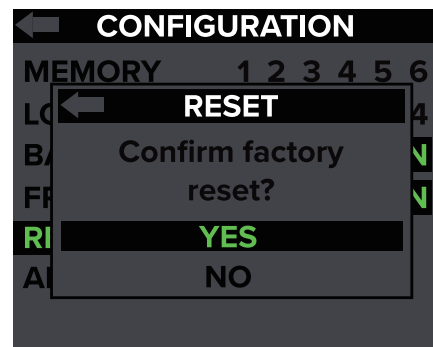 CONFIGURATION
MEMORY 1 2 3 4 5 6
RESET
Confirm factory
reset?
YES
NO